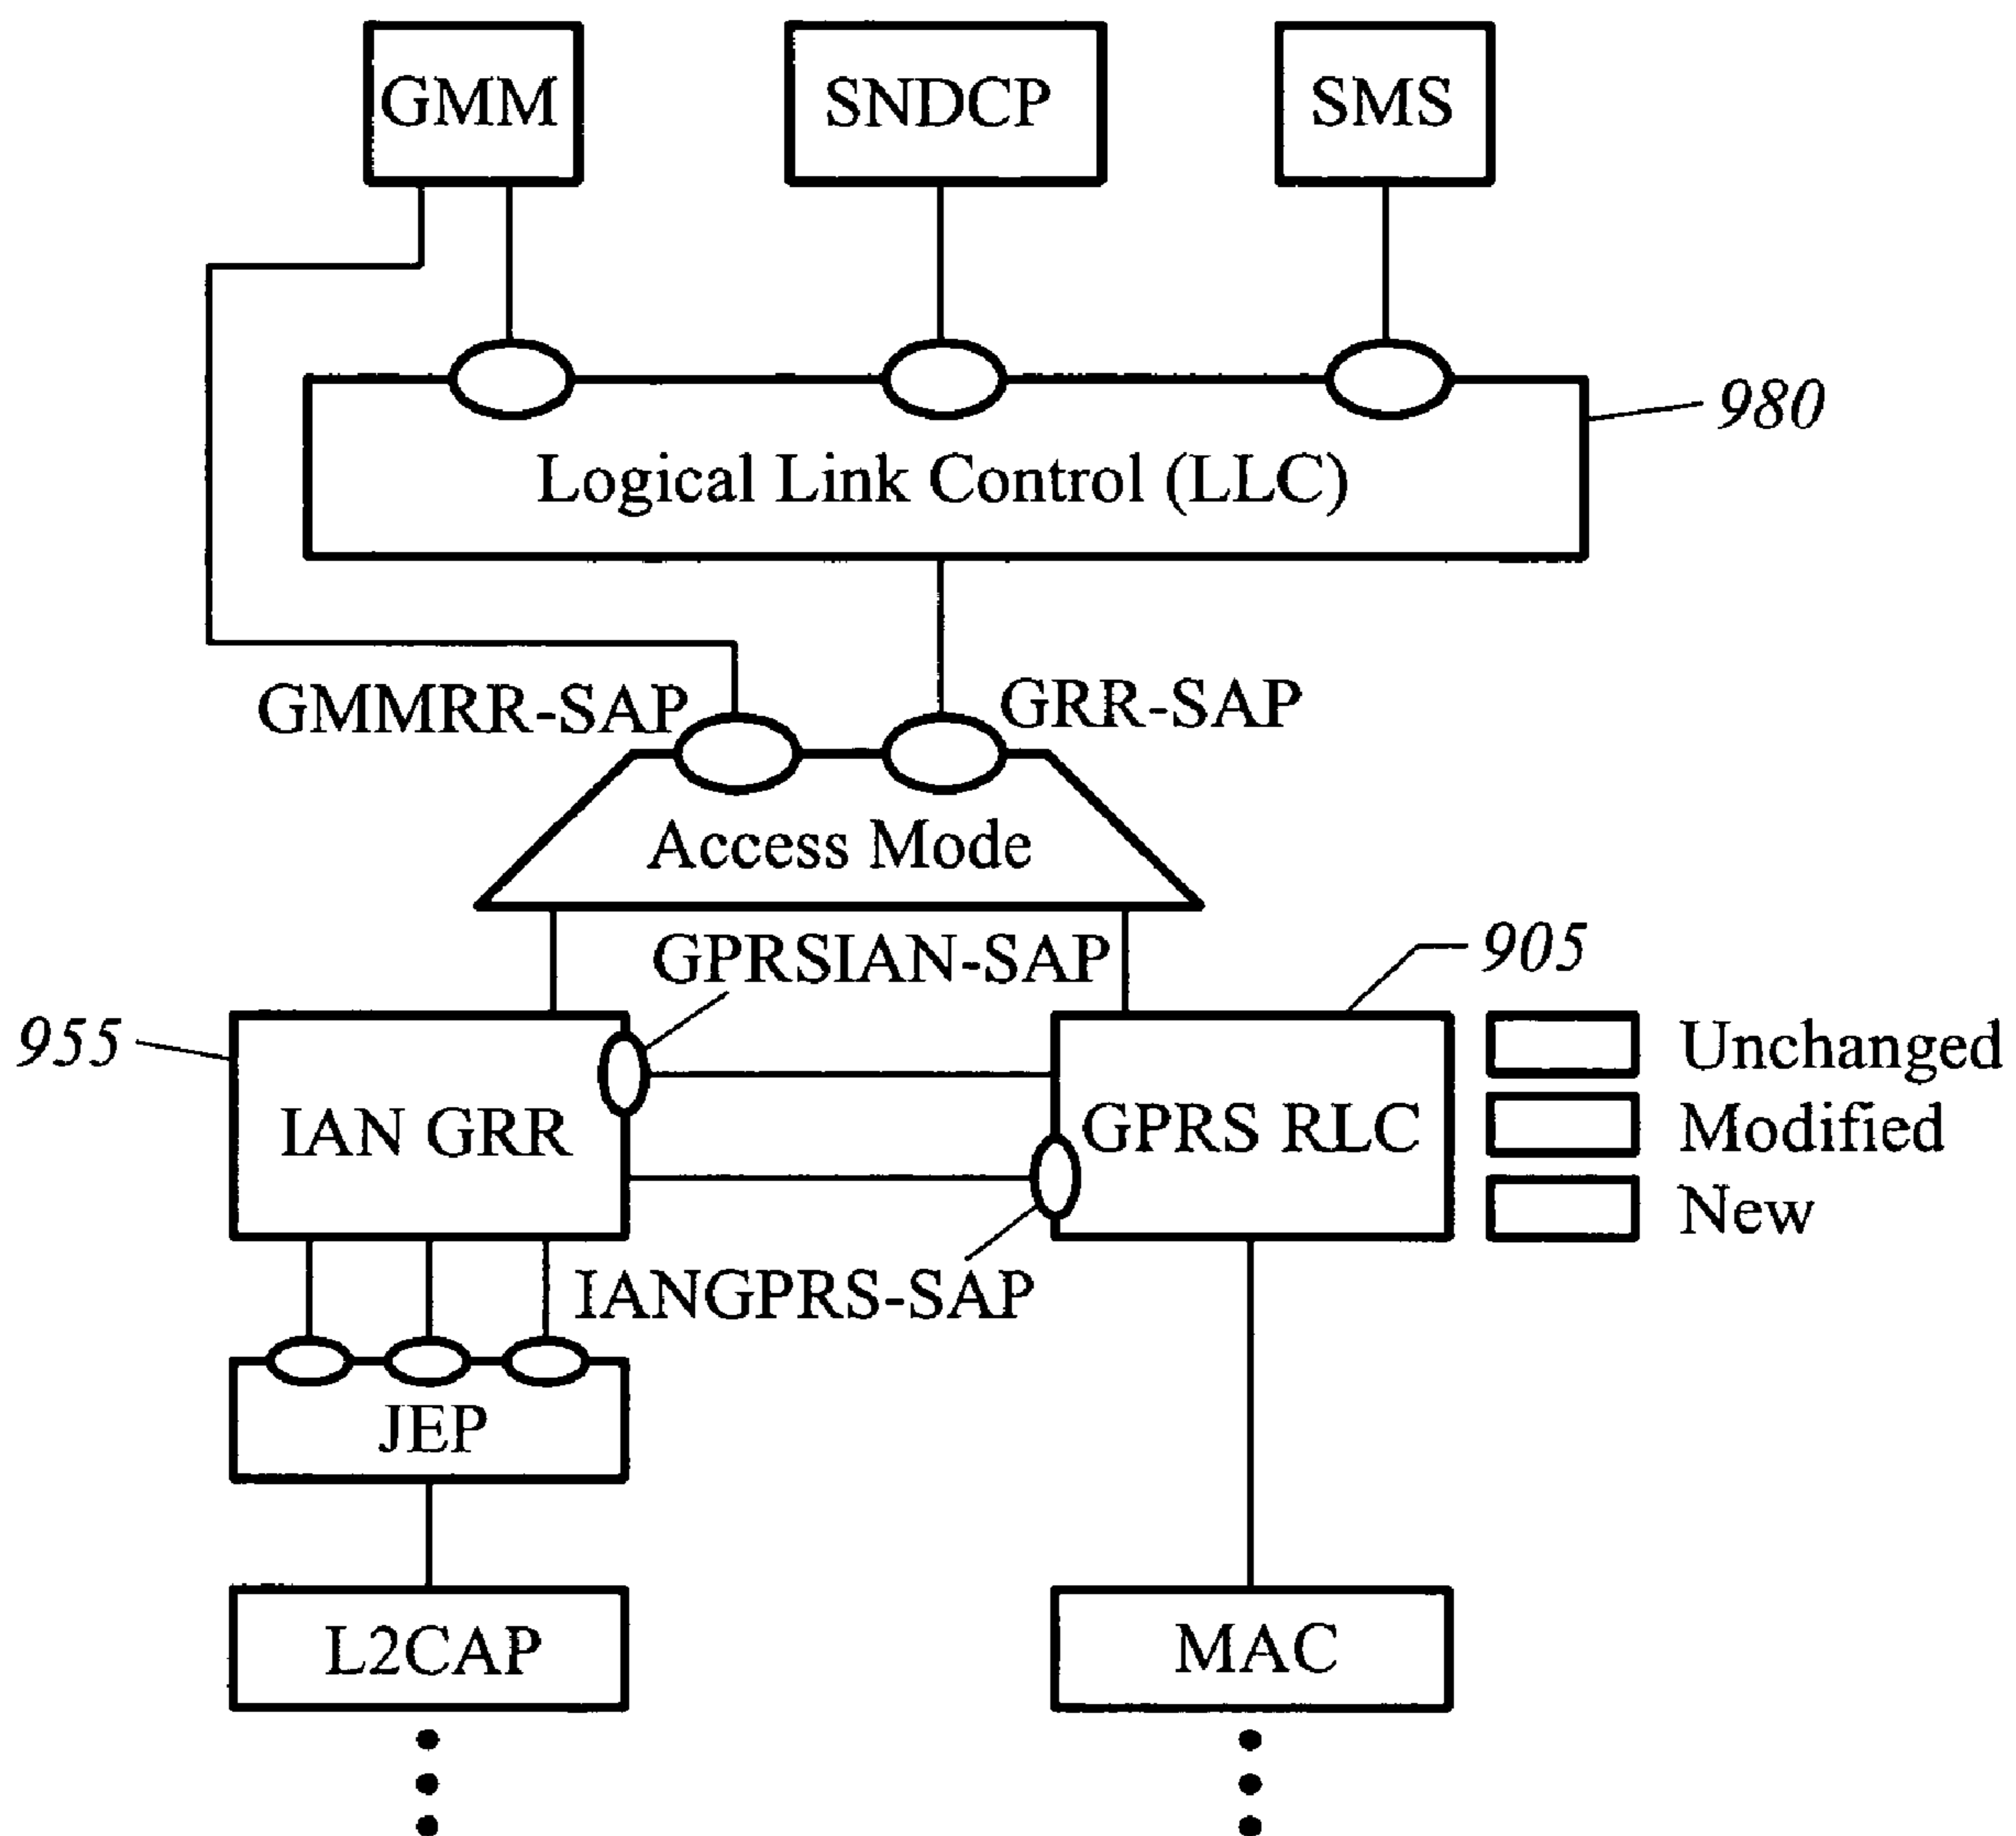 GMM
SNDCP
SMS
980
Logical Link Control (LLC)
GMMRR-SAP
GRR-SAP
Access Mode
GPRSIAN-SAP
905
955
IAN GRR
GPRS RLC
Unchanged
Modified
New
IANGPRS-SAP
JEP
L2CAP
MAC